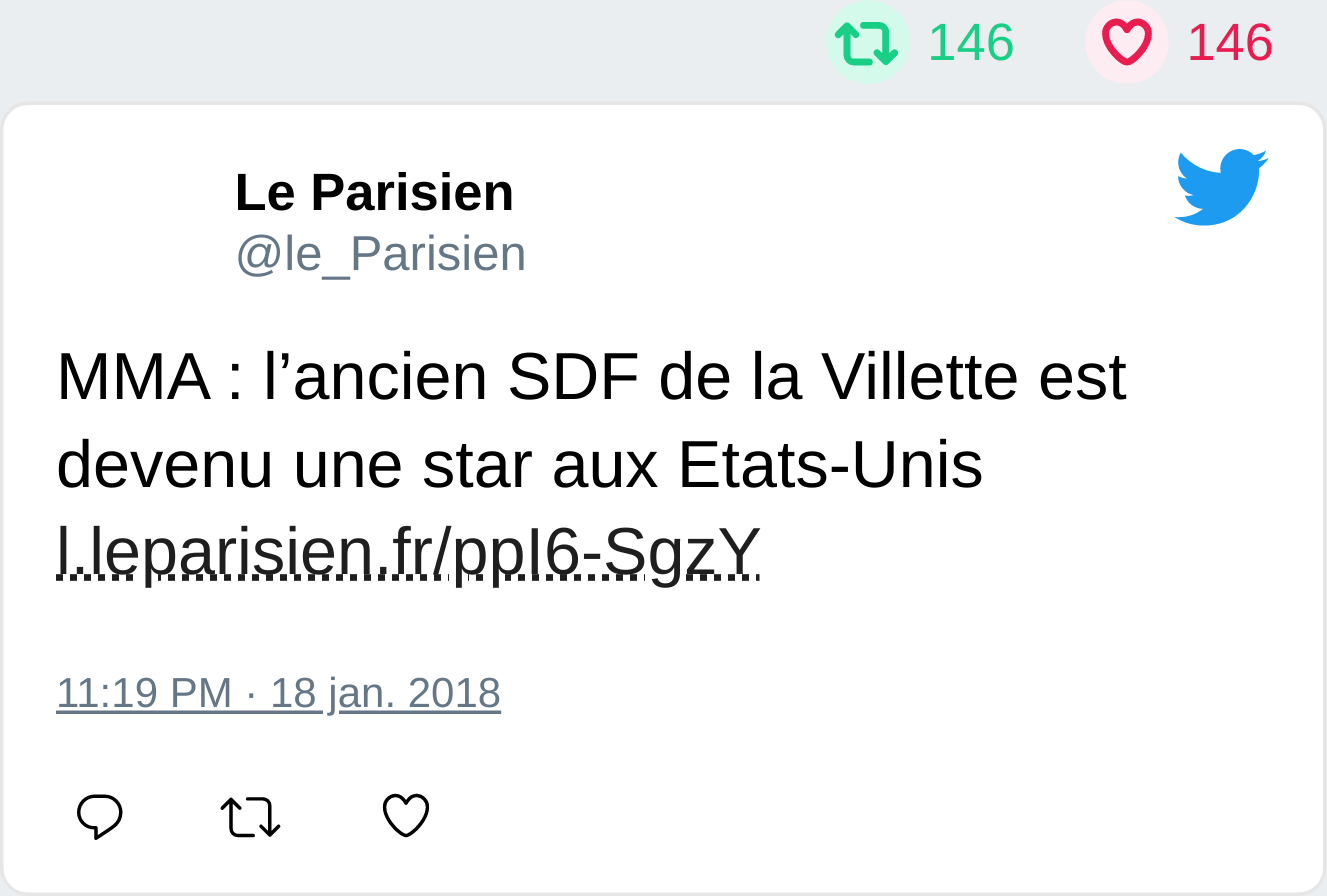 146 146
Le Parisien
@le_Parisien
MMA : l’ancien SDF de la Villette est
devenu une star aux Etats-Unis
l.leparisien.fr/ppI6-SgzY
11:19 PM · 18 jan. 2018